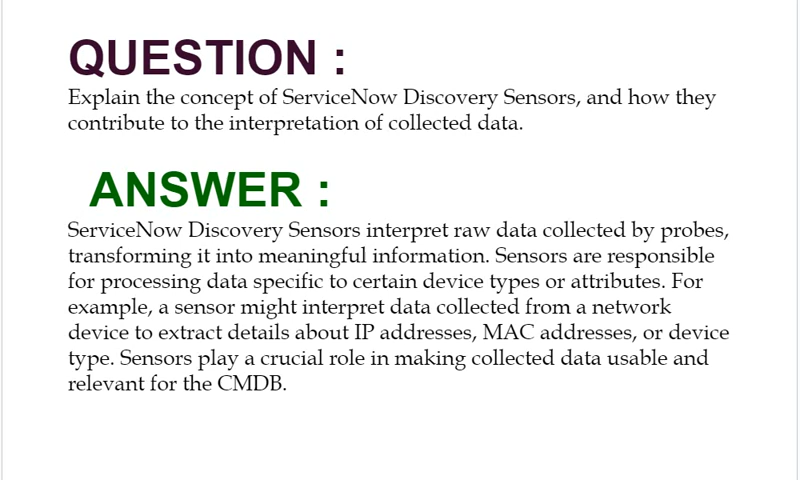 QUESTION :
Explain the concept of ServiceNow Discovery Sensors, and how they
contribute to the interpretation of collected data.
ANSWER :
ServiceNow Discovery Sensors interpret raw data collected by probes,
transforming it into meaningful information. Sensors are responsible
for processing data specific to certain device types or attributes. For
example, a sensor might interpret data collected from a network
device to extract details about IP addresses, MAC addresses, or device
type. Sensors play a crucial role in making collected data usable and
relevant for the CMDB.